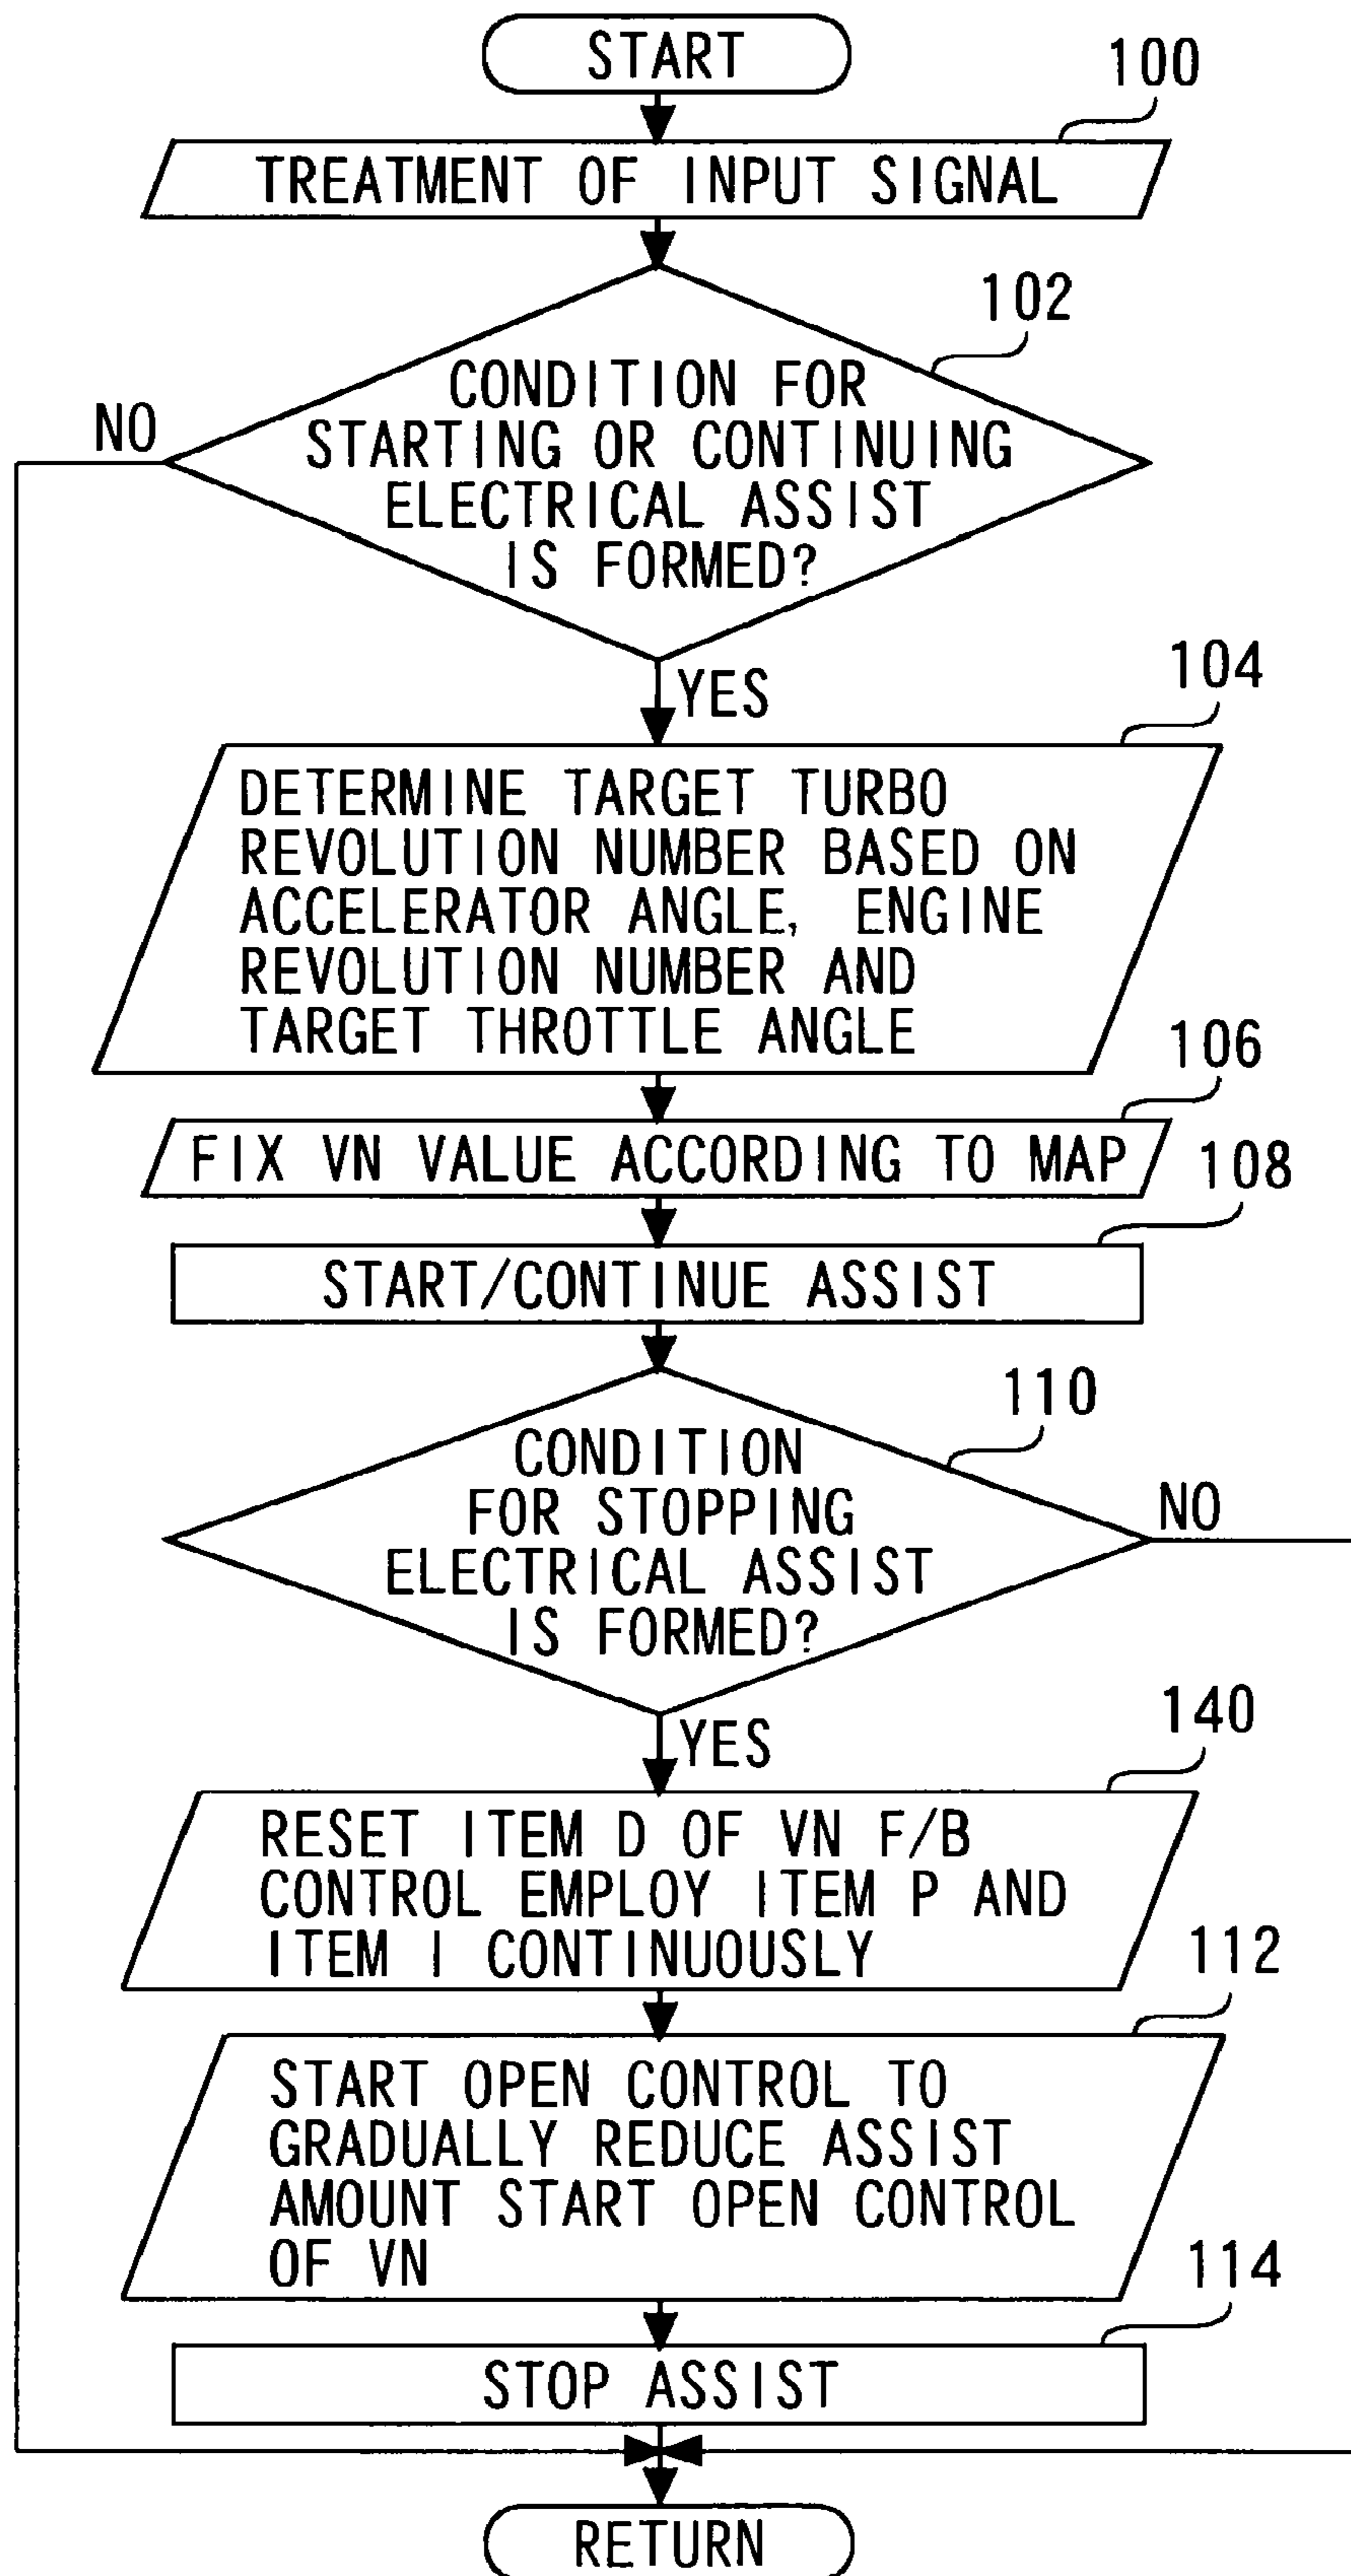 START
100
TREATMENT OF INPUT SIGNAL
102
CONDITION FOR
STARTING OR CONTINUING
ELECTRICAL ASSIST
IS FORMED?
NO
YES
104
DETERMINE TARGET TURBO
REVOLUTION NUMBER BASED ON
ACCELERATOR ANGLE, ENGINE
REVOLUTION NUMBER AND
TARGET THROTTLE ANGLE
106
FIX VN VALUE ACCORDING TO MAP
108
START/CONTINUE ASSIST
110
CONDITION
FOR STOPPING
ELECTRICAL ASSIST
IS FORMED?
NO
YES
140
RESET ITEM D OF VN F/B
CONTROL EMPLOY ITEM P AND
ITEM I CONTINUOUSLY
112
START OPEN CONTROL TO
GRADUALLY REDUCE ASSIST
AMOUNT START OPEN CONTROL
OF VN
114
STOP ASSIST
RETURN